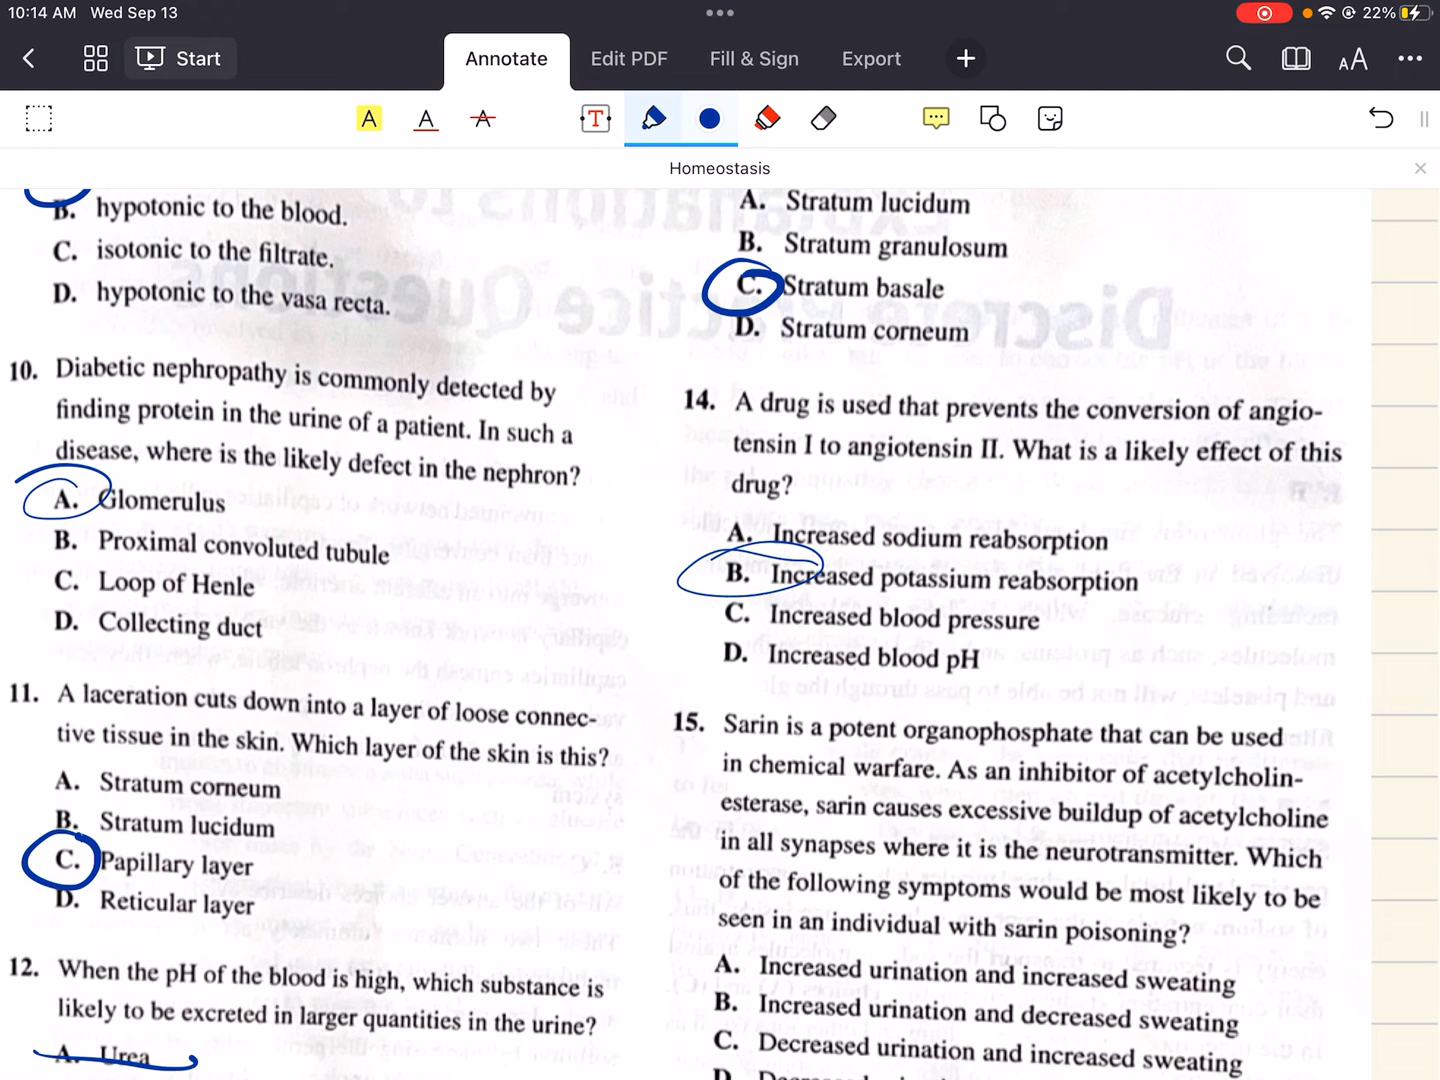 10:14 AM Wed Sep 13
22%
Start
Annotate
Edit PDF
Fill & Sign
Export
Homeostasis
B. hypotonic to the blood.
C. isotonic to the filtrate.
D. hypotonic to the vasa recta.
10. Diabetic nephropathy is commonly detected by
finding protein in the urine of a patient. In such a
disease, where is the likely defect in the nephron?
A. Glomerulus
B. Proximal convoluted tubule
C. Loop of Henle
D. Collecting duct
11. A laceration cuts down into a layer of loose connec-
tive tissue in the skin. Which layer of the skin is this?
A. Stratum corneum
B. Stratum lucidum
C. Papillary layer
D. Reticular layer
12. When the pH of the blood is high, which substance is
likely to be excreted in larger quantities in the urine?
A. Urea
A. Stratum lucidum
B. Stratum granulosum
C. Stratum basale
D. Stratum corneum
14. A drug is used that prevents the conversion of angio-
tensin I to angiotensin II. What is a likely effect of this
drug?
A. Increased sodium reabsorption
B. Increased potassium reabsorption
C. Increased blood pressure
D. Increased blood pH
15. Sarin is a potent organophosphate that can be used
in chemical warfare. As an inhibitor of acetylcholin-
esterase, sarin causes excessive buildup of acetylcholine
in all synapses where it is the neurotransmitter. Which
of the following symptoms would be most likely to be
seen in an individual with sarin poisoning?
A. Increased urination and increased sweating
B. Increased urination and decreased sweating
C. Decreased urination and increased sweating